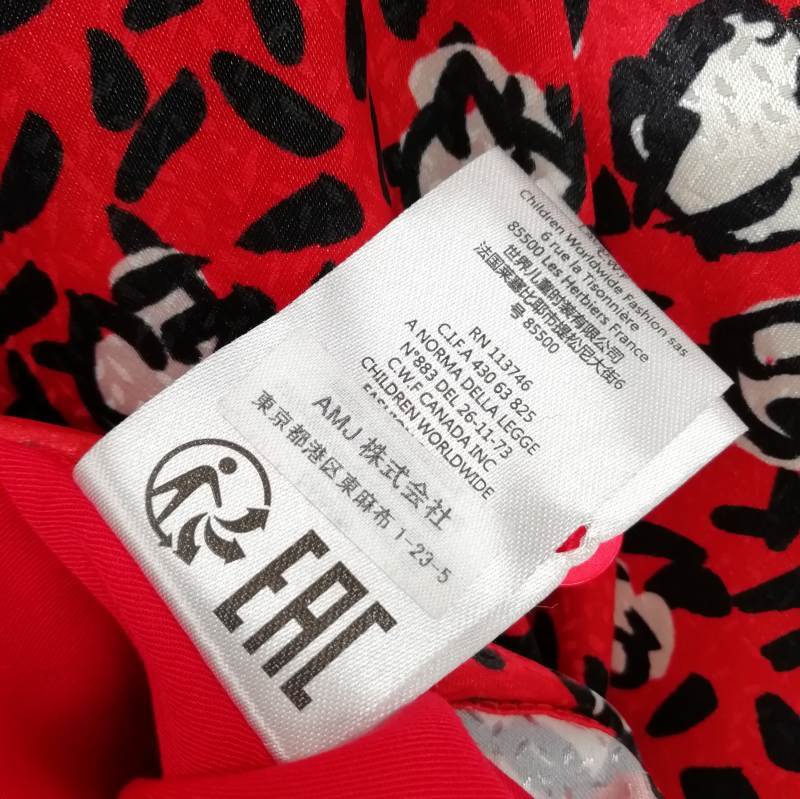 Children Worldwide Fashion sas
6 rue la Prisonnière
85500 Les Herbiers France
世界儿童时装有限公司
法国莱塞比耶市提松尼大街6
号 85500
RN 113746
C.I.F A 430 63 825
A NORMA DELLA LEGGE
N°883 DEL 26-11-73
C.W.F CANADA INC
CHILDREN WORLDWIDE
AMJ 株式会社
東京都港区東麻布 1-23-5
EAC